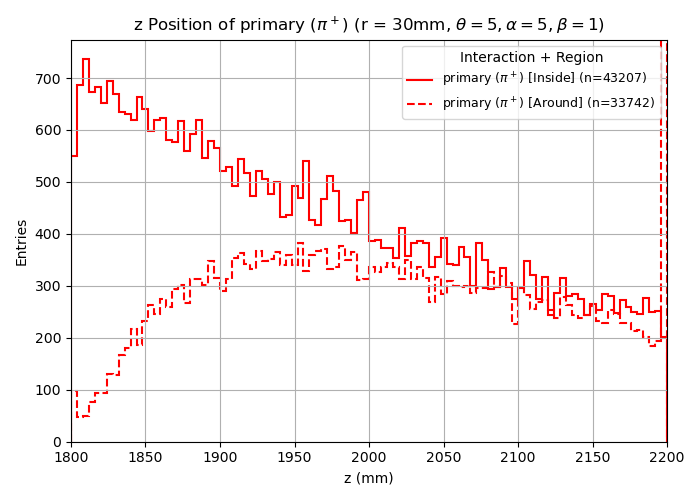 z Position of primary (π⁺) (r = 30mm, θ = 5, α = 5, β = 1)
Interaction + Region
primary (π⁺) [Inside] (n=43207)
primary (π⁺) [Around] (n=33742)
700
600
500
400
300
200
100
0
Entries
1800 1850 1900 1950 2000 2050 2100 2150 2200
z (mm)